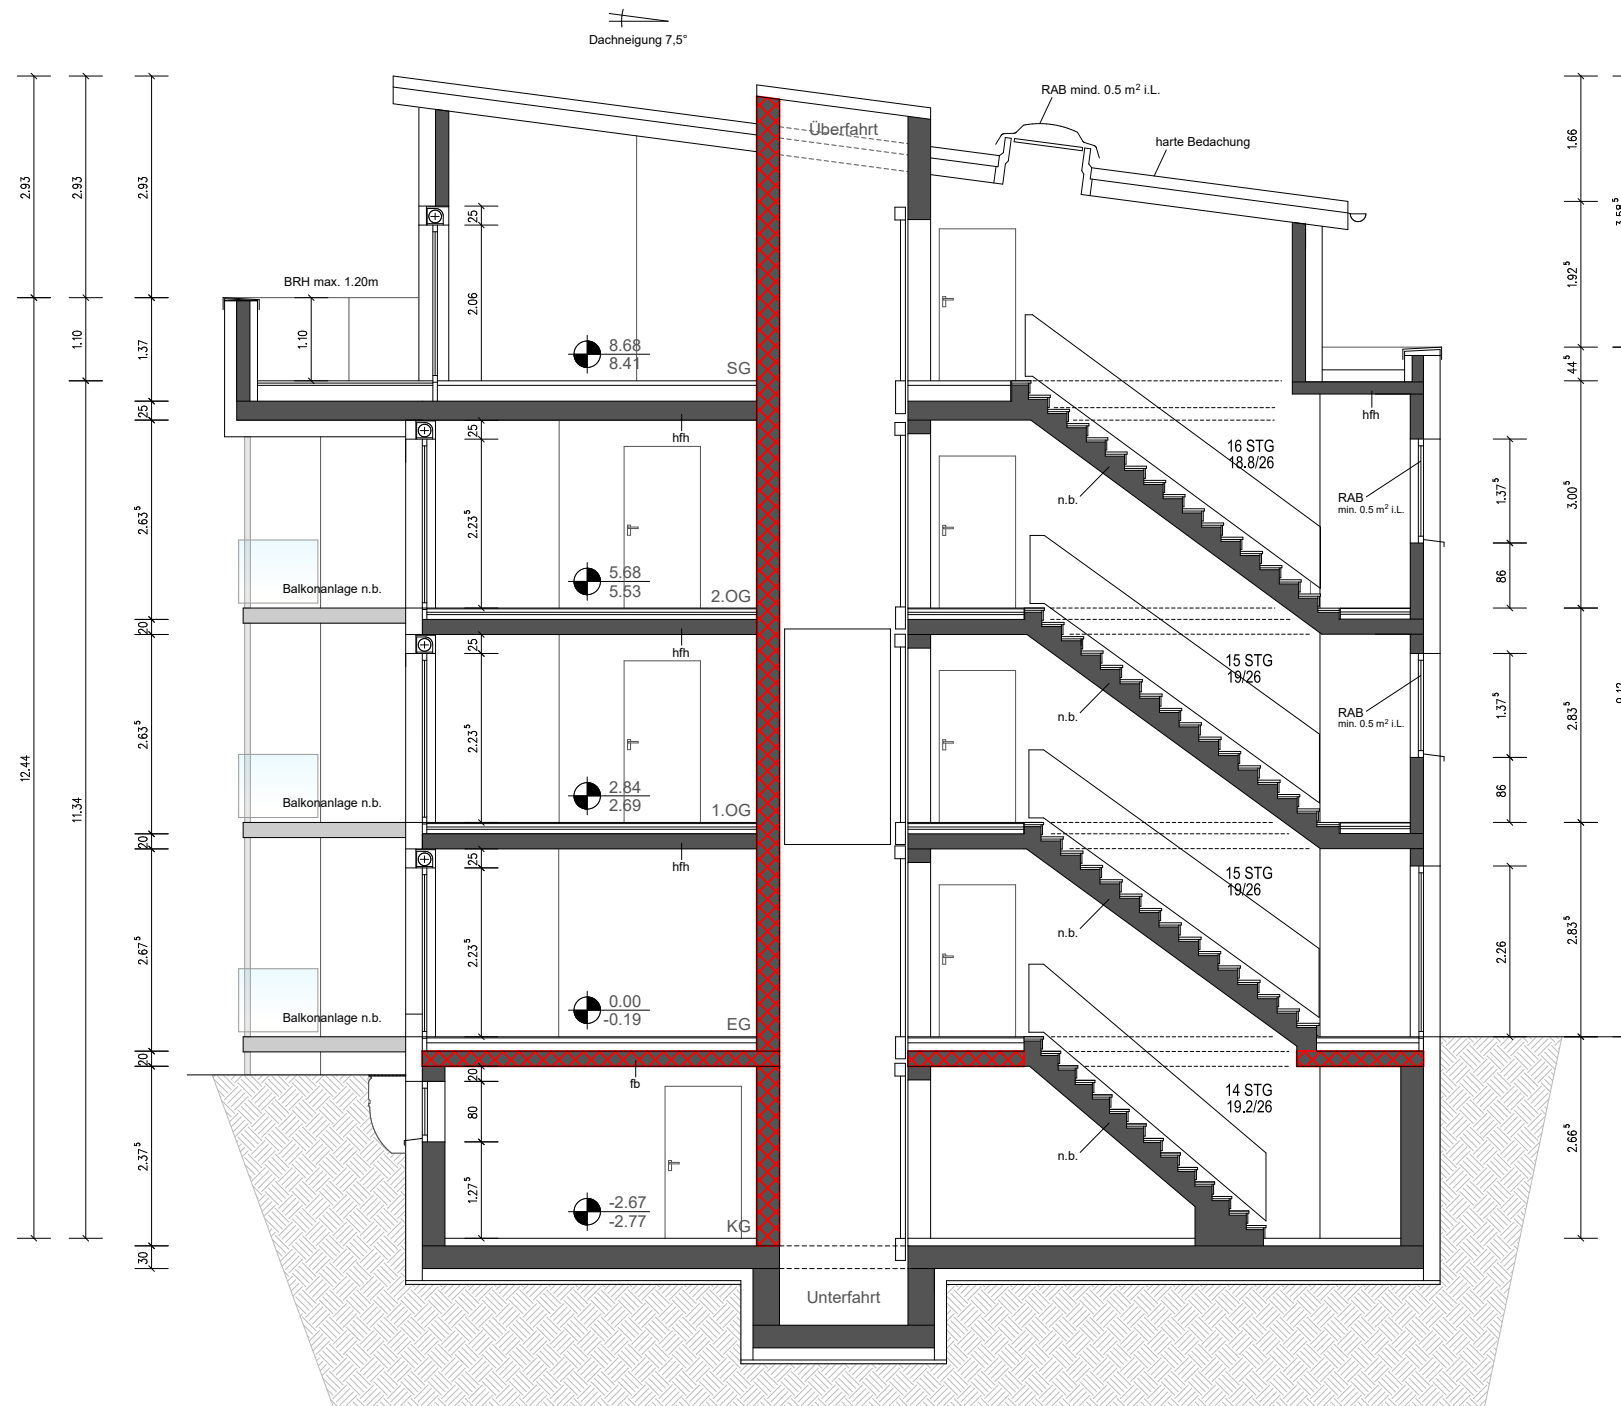 Dachneigung 7,5°
RAB mind. 0.5 m² i.L.
Überfahrt
harte Bedachung
2.93
2.93
2.93
1.66
25
BRH max. 1.20m
2.06
1.92⁵
1.10
1.10
1.37
8.68
8.41
SG
44⁵
25
hfh
hfh
25
16 STG
18.8/26
n.b.
RAB
min. 0.5 m² i.L.
1.37⁵
3.00⁵
2.63⁵
2.23⁵
Balkonanlage n.b.
5.68
5.53
2.OG
86
20
25
hfh
15 STG
19/26
n.b.
RAB
min. 0.5 m² i.L.
1.37⁵
2.83⁵
2.63⁵
2.23⁵
12.44
11.34
Balkonanlage n.b.
2.84
2.69
1.OG
86
20
25
hfh
15 STG
19/26
n.b.
2.67⁵
2.23⁵
2.26
2.83⁵
Balkonanlage n.b.
0.00
-0.19
EG
20
20
fb
14 STG
19.2/26
80
n.b.
2.37⁵
1.27⁵
2.66⁵
-2.67
-2.77
KG
30
Unterfahrt